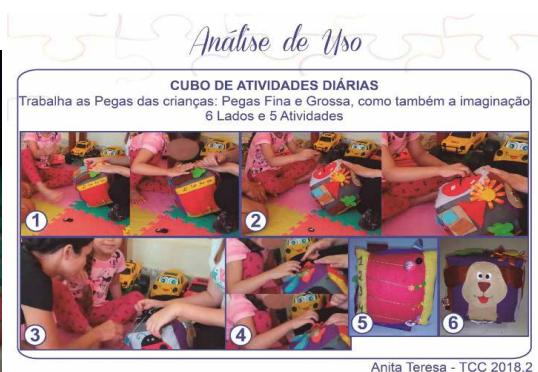 Análise de Uso
CUBO DE ATIVIDADES DIÁRIAS
Trabalha as Pegas das crianças: Pegas Fina e Grossa, como também a imaginação
6 Lados e 5 Atividades
1
2
3
4
5
6
Anita Teresa - TCC 2018.2